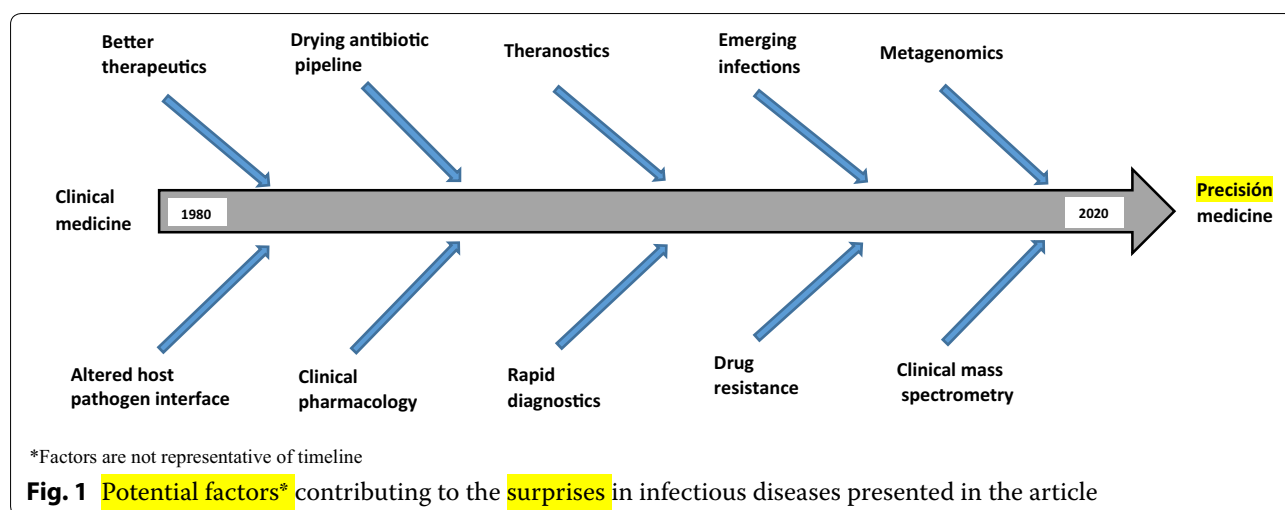 Better
therapeutics
Drying antibiotic
pipeline
Theranostics
Emerging
infections
Metagenomics
Clinical
medicine
1980
2020
Precisión
medicine
Altered host
pathogen interface
Clinical
pharmacology
Rapid
diagnostics
Drug
resistance
Clinical mass
spectrometry
*Factors are not representative of timeline
Fig. 1 Potential factors* contributing to the surprises in infectious diseases presented in the article